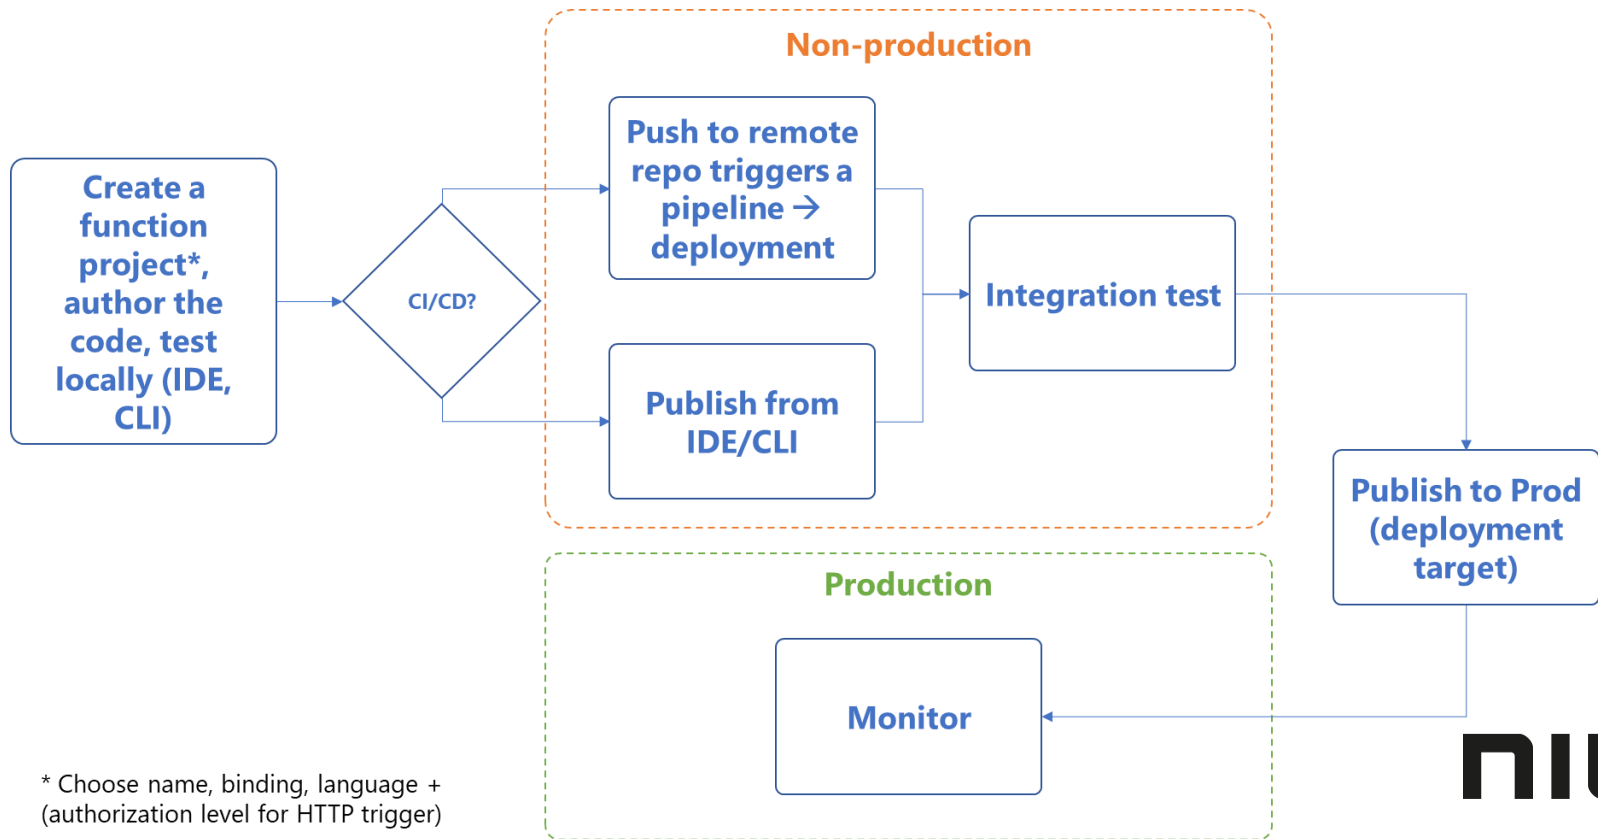 Non-production
Create a
function
project*,
author the
code, test
locally (IDE,
CLI)
CI/CD?
Push to remote
repo triggers a
pipeline →
deployment
Publish from
IDE/CLI
Integration test
Publish to Prod
(deployment
target)
Production
Monitor
* Choose name, binding, language +
(authorization level for HTTP trigger)